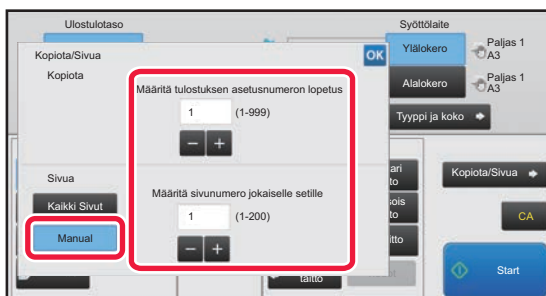 Ulostulotaso
Syöttölaite
Kopiota/Sivua
OK
Ylälokero
Paljas 1
A3
Kopiota
Määritä tulostuksen asetusnumeron lopetus
Alalokero
Paljas 1
A3
1
(1-999)
Tyyppi ja koko
Sivua
Määritä sivunumero jokaiselle setille
Kopiota/Sivua
Kaikki Sivut
1
(1-200)
CA
Manual
Start
taitto